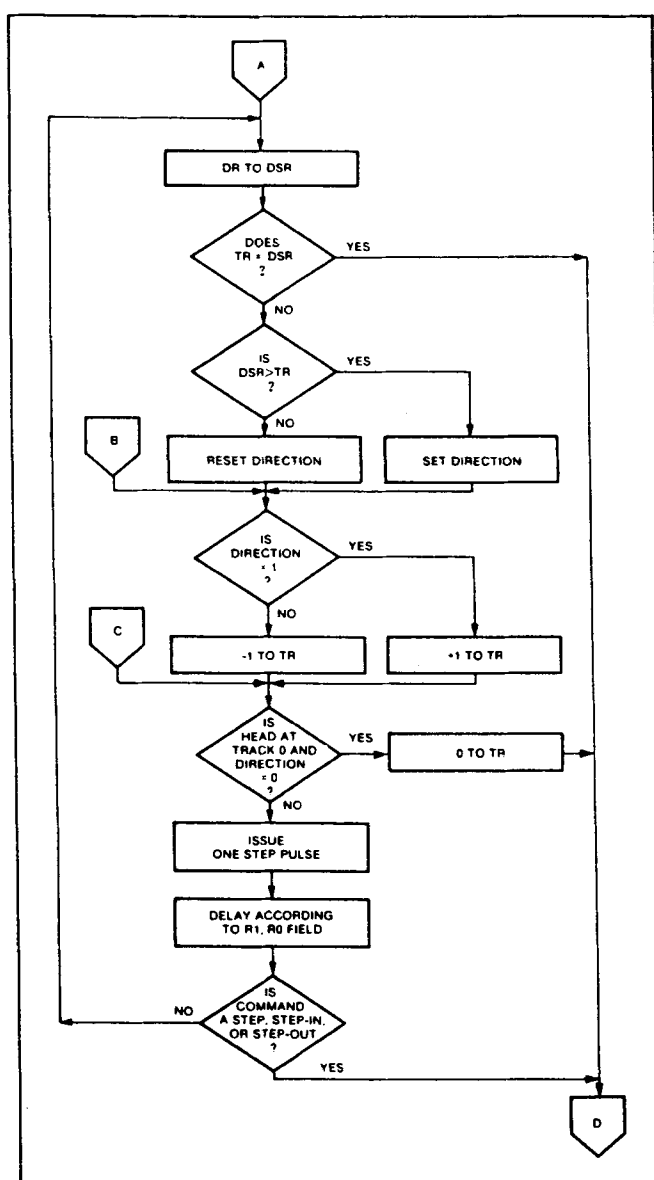 A
DR TO DSR
DOES
TR = DSR
?
YES
NO
IS
DSR>TR
?
YES
NO
B
RESET DIRECTION
SET DIRECTION
IS
DIRECTION
= 1
?
YES
NO
C
-1 TO TR
+1 TO TR
IS
HEAD AT
TRACK 0 AND
DIRECTION
= 0
?
YES
0 TO TR
NO
ISSUE
ONE STEP PULSE
DELAY ACCORDING
TO R1, R0 FIELD
IS
COMMAND
A STEP, STEP-IN,
OR STEP-OUT
?
NO
YES
D